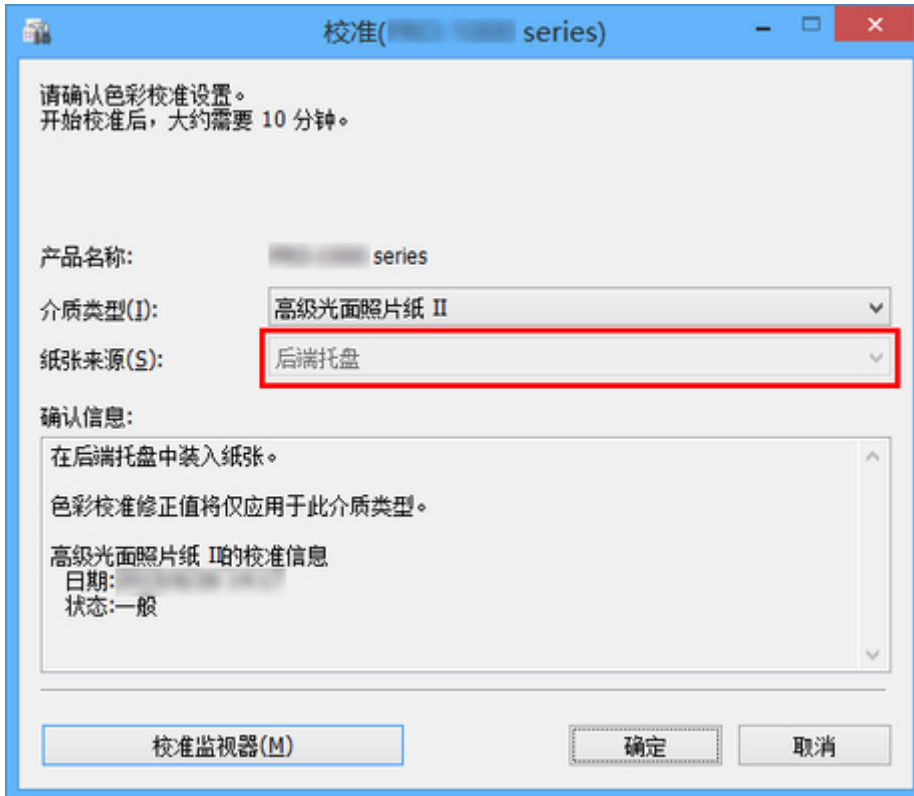 校准( series)
请确认色彩校准设置。
开始校准后，大约需要 10 分钟。
产品名称: series
介质类型(I): 高级光面照片纸 II
纸张来源(S): 后端托盘
确认信息:
在后端托盘中装入纸张。
色彩校准修正值将仅应用于此介质类型。
高级光面照片纸 II的校准信息
日期:
状态:一般
校准监视器(M) 确定 取消